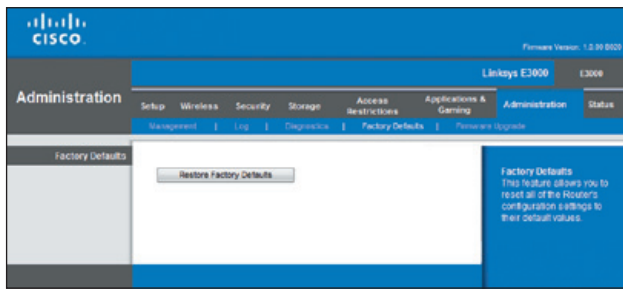 CISCO
Firmware Version: 1.0.00 B020
Linksys E3000
E3000
Administration
Setup Wireless Security Storage Access Restrictions Applications & Gaming Administration Status
Management | Log | Diagnostics | Factory Defaults | Firmware Upgrade
Factory Defaults
Restore Factory Defaults
Factory Defaults
This feature allows you to
reset all of the Router's
configuration settings to
their default values.